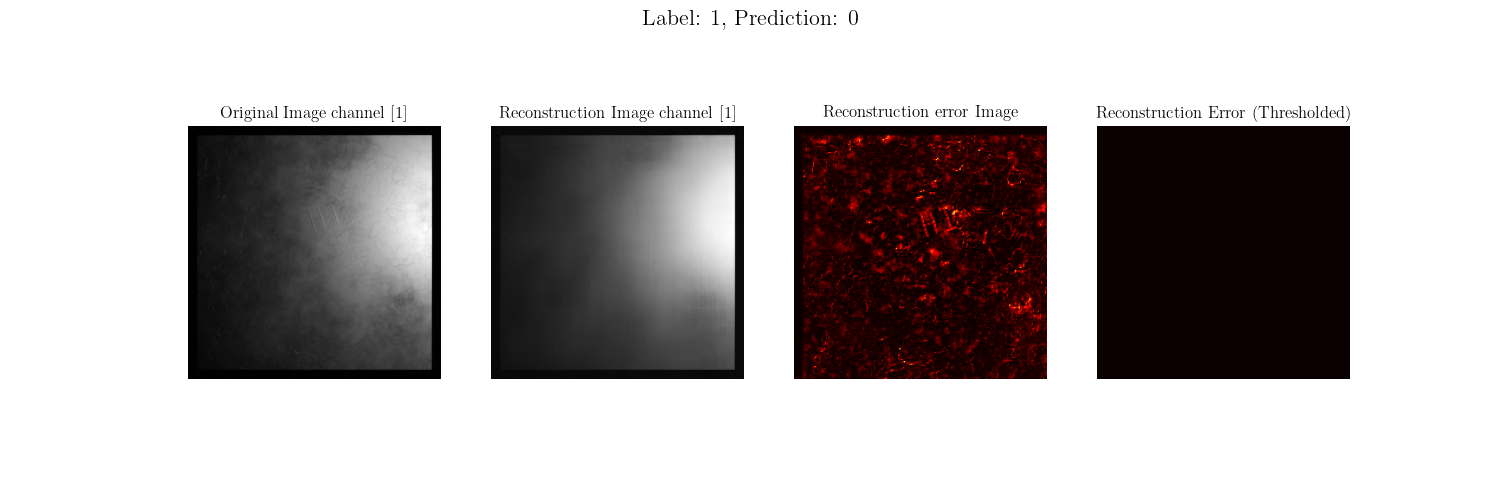 Label: 1, Prediction: 0
Original Image channel [1]
Reconstruction Image channel [1]
Reconstruction error Image
Reconstruction Error (Thresholded)